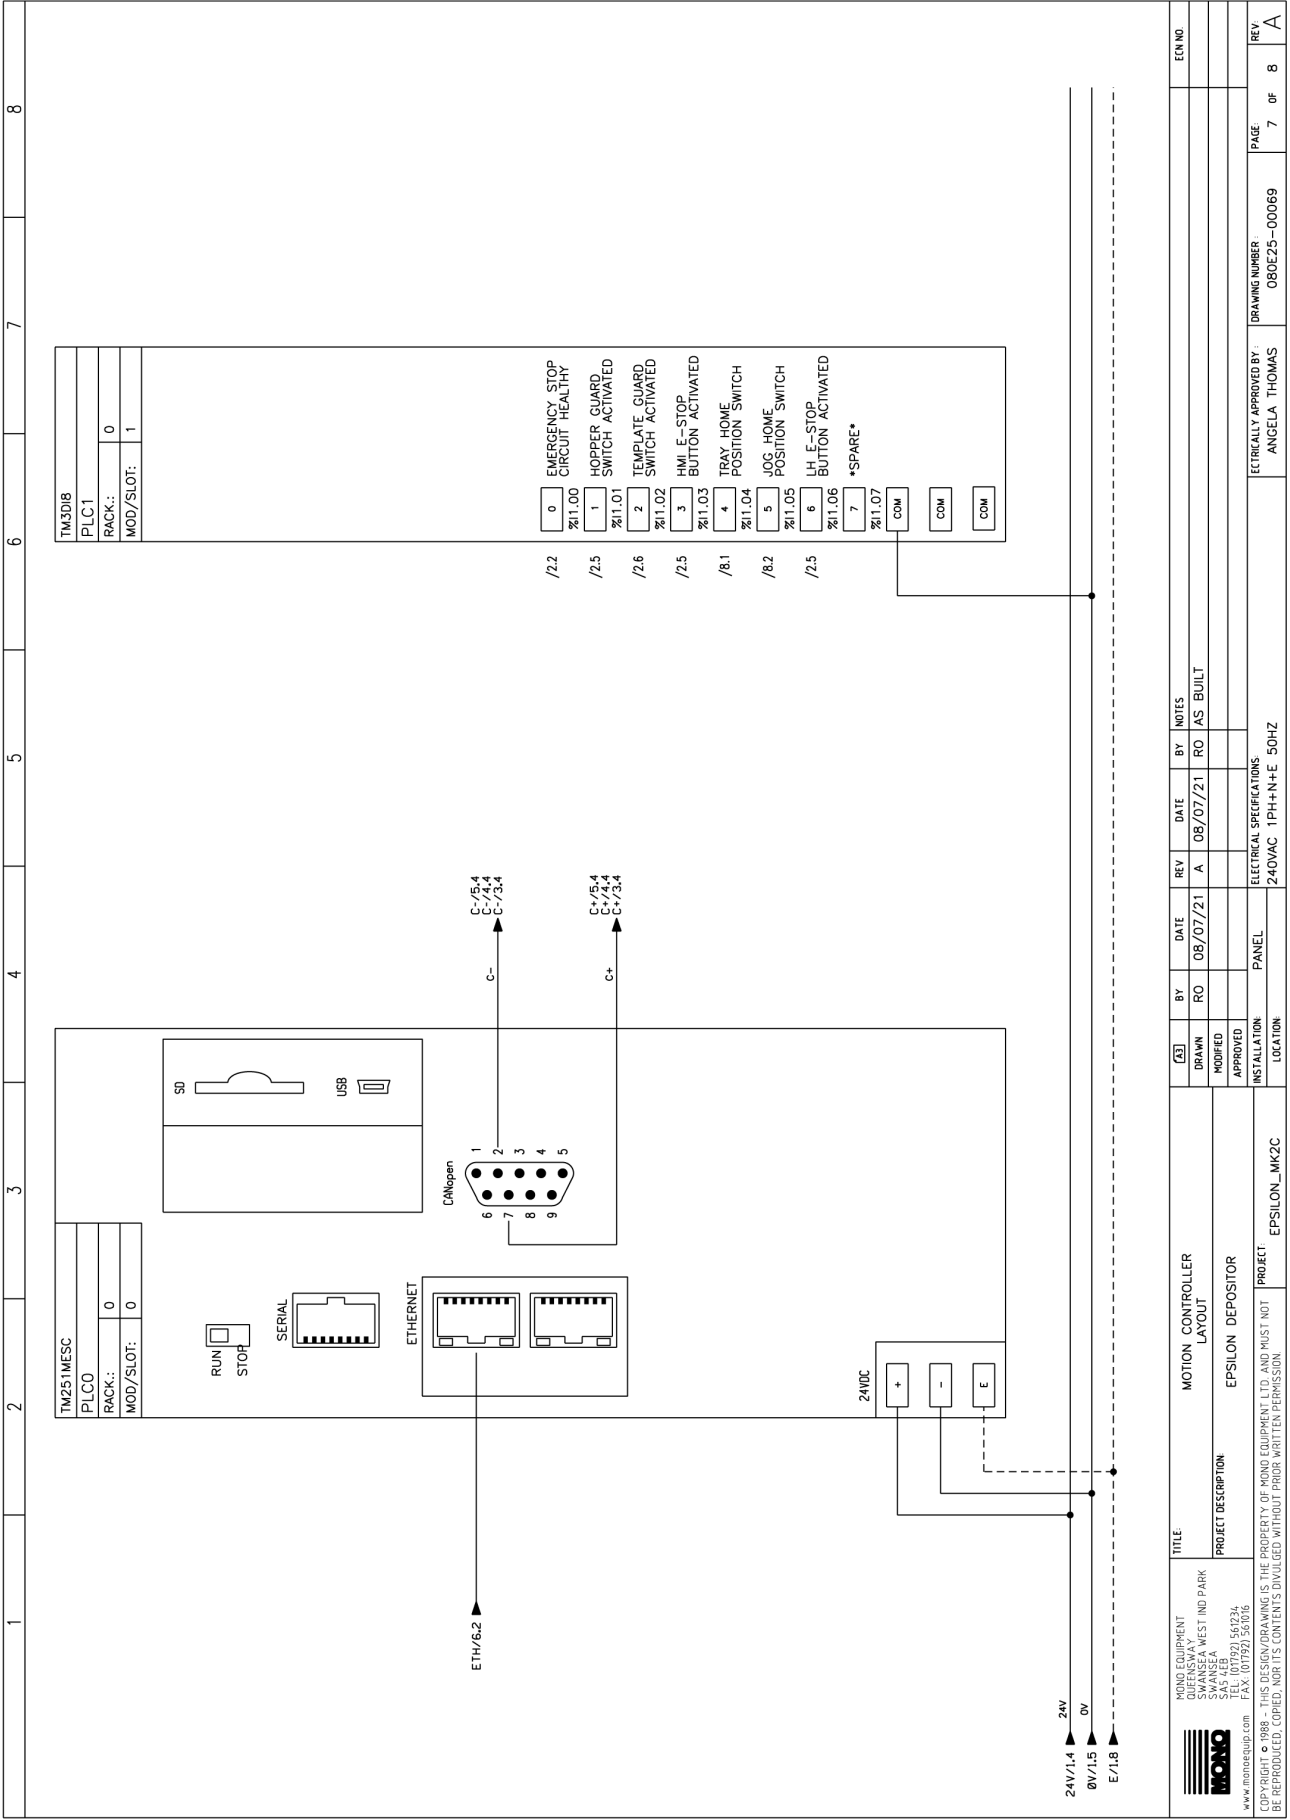 1
2
3
4
5
6
7
8
TM251MESC
PLC0
RACK.: 0
MOD/SLOT: 0
RUN
STOP
SERIAL
ETHERNET
ETH/6.2
SD
USB
CANopen
1
2
3
4
5
6
7
8
9
C-
C-/5.4
C-/4.4
C-/3.4
C+
C+/5.4
C+/4.4
C+/3.4
24VDC
+
-
E
TM3DI8
PLC1
RACK.: 0
MOD/SLOT: 1
/2.2 0 EMERGENCY STOP
CIRCUIT HEALTHY
%I1.00
/2.5 1 HOPPER GUARD
SWITCH ACTIVATED
%I1.01
/2.6 2 TEMPLATE GUARD
SWITCH ACTIVATED
%I1.02
/2.5 3 HMI E-STOP
BUTTON ACTIVATED
%I1.03
/8.1 4 TRAY HOME
POSITION SWITCH
%I1.04
/8.2 5 JOG HOME
POSITION SWITCH
%I1.05
/2.5 6 LH E-STOP
BUTTON ACTIVATED
%I1.06
7 *SPARE*
%I1.07
COM
COM
COM
24V/1.4 24V
0V/1.5 0V
E/1.8
MONO
www.monoequip.com
MONO EQUIPMENT
QUEENSWAY
SWANSEA WEST IND PARK
SWANSEA
SA5 4EB
TEL: (01792) 561234
FAX: (01792) 561016
COPYRIGHT © 1988 - THIS DESIGN/DRAWING IS THE PROPERTY OF MONO EQUIPMENT LTD. AND MUST NOT
BE REPRODUCED, COPIED, NOR ITS CONTENTS DIVULGED WITHOUT PRIOR WRITTEN PERMISSION.
TITLE:
MOTION CONTROLLER
LAYOUT
PROJECT DESCRIPTION:
EPSILON DEPOSITOR
PROJECT:
EPSILON_MK2C
A3 BY DATE REV DATE BY NOTES ECN NO.
DRAWN RO 08/07/21 A 08/07/21 RO AS BUILT
MODIFIED
APPROVED
INSTALLATION: PANEL
LOCATION:
ELECTRICAL SPECIFICATIONS:
240VAC 1PH+N+E 50HZ
ECTRICALLY APPROVED BY :
ANGELA THOMAS
DRAWING NUMBER :
080E25-00069
PAGE:
7 OF 8
REV:
A